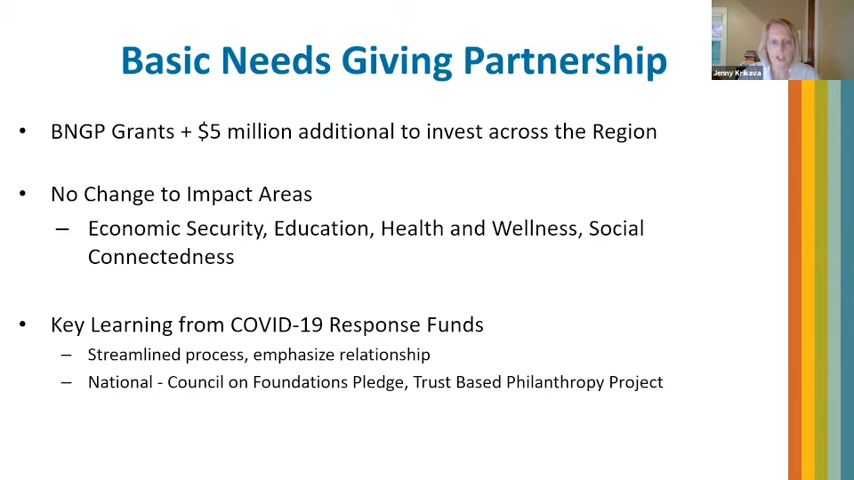 Basic Needs Giving Partnership
Jenny Krikava
• BNGP Grants + $5 million additional to invest across the Region
• No Change to Impact Areas
– Economic Security, Education, Health and Wellness, Social
Connectedness
• Key Learning from COVID-19 Response Funds
– Streamlined process, emphasize relationship
– National - Council on Foundations Pledge, Trust Based Philanthropy Project